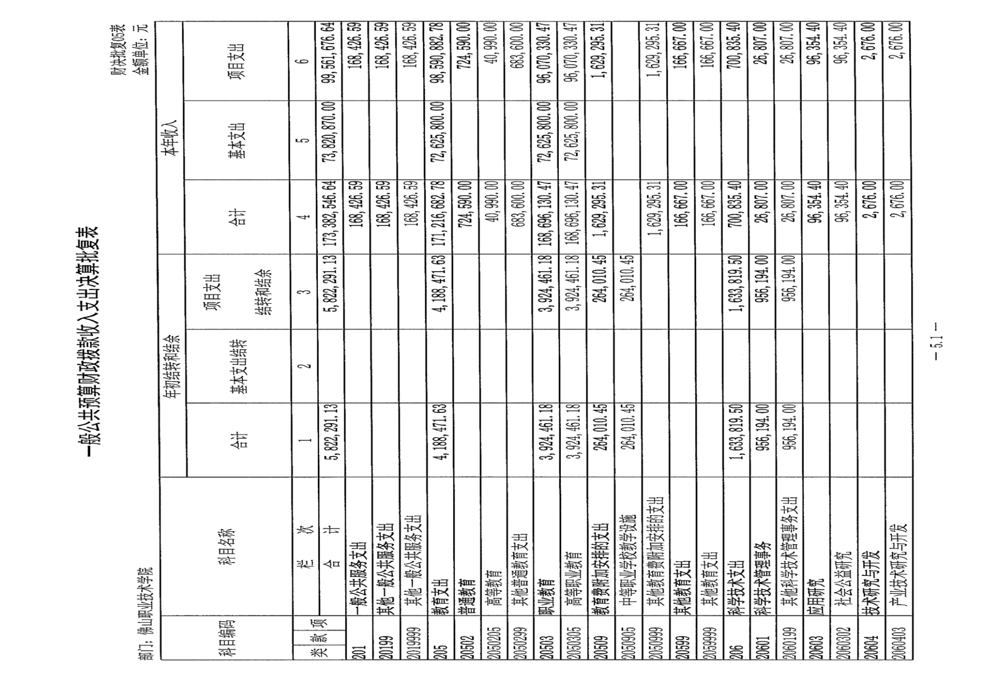 一般公共预算财政拨款收入支出决算批复表
财决批复05表
部门：佛山职业技术学院 金额单位：元
科目编码 科目名称 年初结转和结余 本年收入
合计 基本支出结转 项目支出 结转和结余 合计 基本支出 项目支出
类 款 项 栏 次 1 2 3 4 5 6
合 计 5,822,291.13 5,822,291.13 173,382,546.64 73,820,870.00 99,561,676.64
201 一般公共服务支出 168,426.59 168,426.59
20199 其他一般公共服务支出 168,426.59 168,426.59
2019999 其他一般公共服务支出 168,426.59 168,426.59
205 教育支出 4,188,471.63 4,188,471.63 171,216,682.78 72,625,800.00 98,590,882.78
20502 普通教育 724,590.00 724,590.00
2050205 高等教育 40,990.00 40,990.00
2050299 其他普通教育支出 683,600.00 683,600.00
20503 职业教育 3,924,461.18 3,924,461.18 168,696,130.47 72,625,800.00 96,070,330.47
2050305 高等职业教育 3,924,461.18 3,924,461.18 168,696,130.47 72,625,800.00 96,070,330.47
20509 教育费附加安排的支出 264,010.45 264,010.45 1,629,295.31 1,629,295.31
2050905 中等职业学校教学设施 264,010.45 264,010.45
2050999 其他教育费附加安排的支出 1,629,295.31 1,629,295.31
20599 其他教育支出 166,667.00 166,667.00
2059999 其他教育支出 166,667.00 166,667.00
206 科学技术支出 1,633,819.50 1,633,819.50 700,835.40 700,835.40
20601 科学技术管理事务 956,194.00 956,194.00 26,807.00 26,807.00
2060199 其他科学技术管理事务支出 956,194.00 956,194.00 26,807.00 26,807.00
20603 应用研究 96,354.40 96,354.40
2060302 社会公益研究 96,354.40 96,354.40
20604 技术研究与开发 2,676.00 2,676.00
2060403 产业技术研究与开发 2,676.00 2,676.00
— 5.1 —